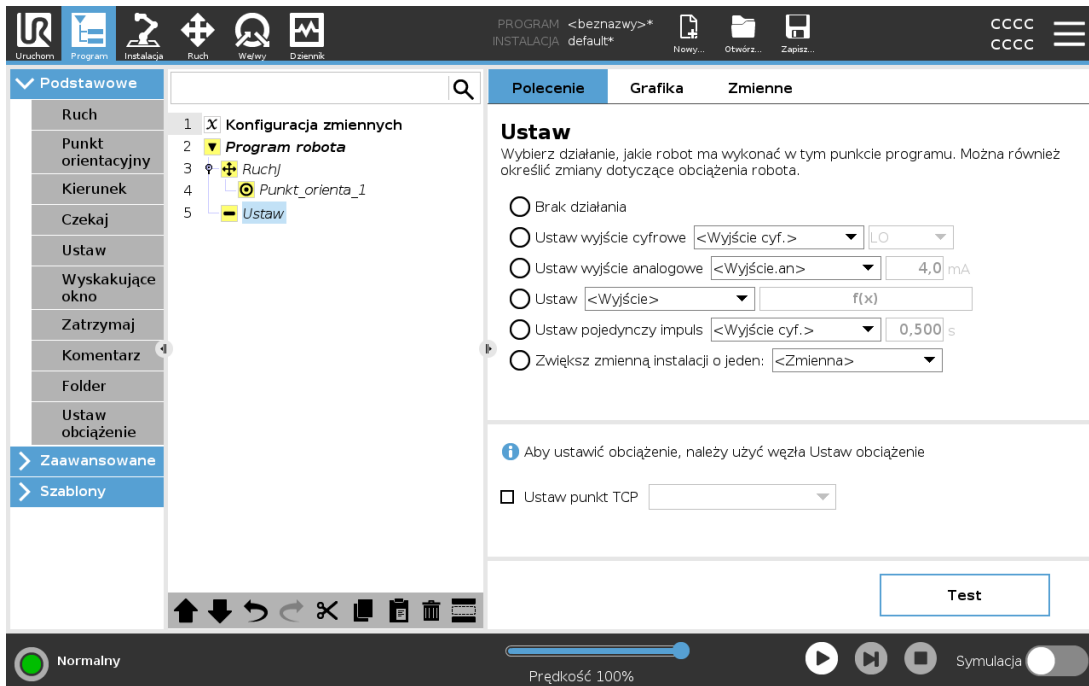 UR
Uruchom
Program
Instalacja
Ruch
We/wy
Dziennik
PROGRAM <beznazwy>*
INSTALACJA default*
Nowy...
Otwórz...
Zapisz...
CCCC
CCCC
Podstawowe
Ruch
Punkt
orientacyjny
Kierunek
Czekaj
Ustaw
Wyskakujące
okno
Zatrzymaj
Komentarz
Folder
Ustaw
obciążenie
Zaawansowane
Szablony
1 X Konfiguracja zmiennych
2 Program robota
3 RuchJ
4 Punkt_orienta_1
5 Ustaw
Polecenie Grafika Zmienne
Ustaw
Wybierz działanie, jakie robot ma wykonać w tym punkcie programu. Można również
określić zmiany dotyczące obciążenia robota.
Brak działania
Ustaw wyjście cyfrowe <Wyjście cyf.> LO
Ustaw wyjście analogowe <Wyjście.an> 4,0 mA
Ustaw <Wyjście> f(x)
Ustaw pojedynczy impuls <Wyjście cyf.> 0,500 s
Zwiększ zmienną instalacji o jeden: <Zmienna>
Aby ustawić obciążenie, należy użyć węzła Ustaw obciążenie
Ustaw punkt TCP
Test
Normalny
Prędkość 100%
Symulacja